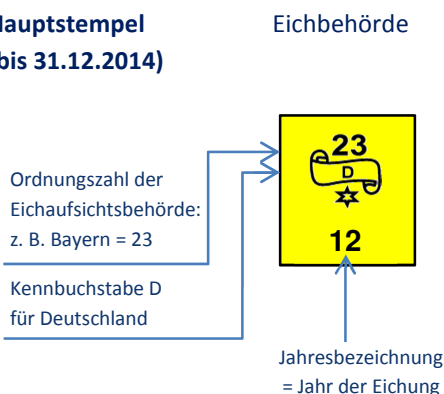 Hauptstempel
bis 31.12.2014)
Eichbehörde
23
D
12
Ordnungszahl der
Eichaufsichtsbehörde:
z. B. Bayern = 23
Kennbuchstabe D
für Deutschland
Jahresbezeichnung
= Jahr der Eichung